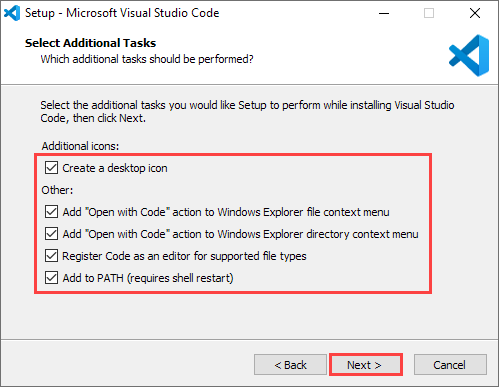 Setup - Microsoft Visual Studio Code
Select Additional Tasks
Which additional tasks should be performed?
Select the additional tasks you would like Setup to perform while installing Visual Studio
Code, then click Next.
Additional icons:
Create a desktop icon
Other:
Add "Open with Code" action to Windows Explorer file context menu
Add "Open with Code" action to Windows Explorer directory context menu
Register Code as an editor for supported file types
Add to PATH (requires shell restart)
< Back
Next >
Cancel